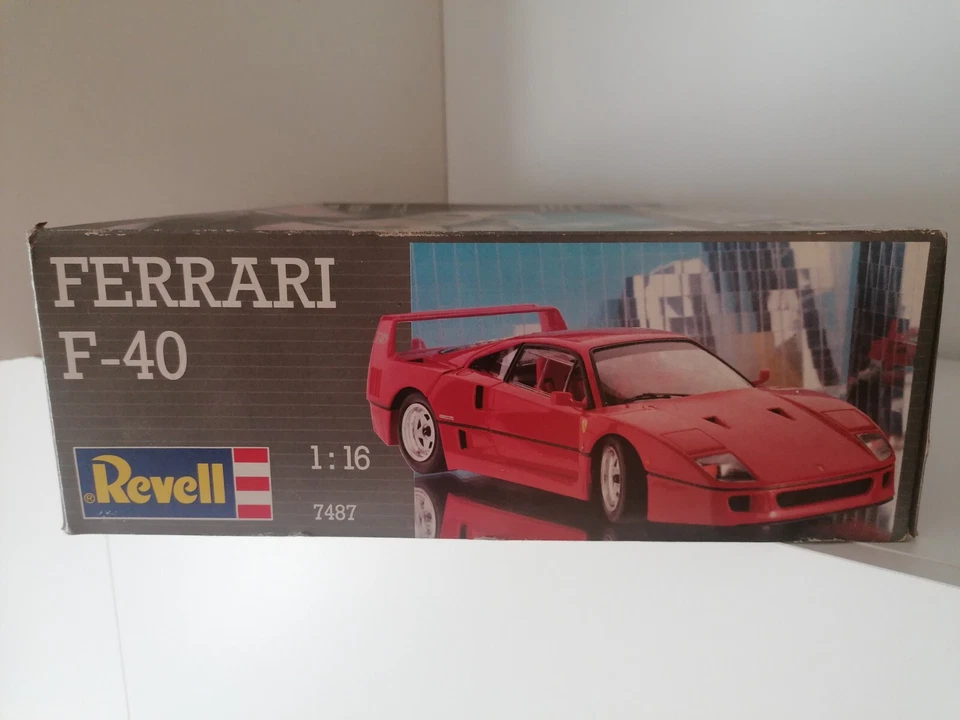 FERRARI
F-40
1:16
® Revell
7487